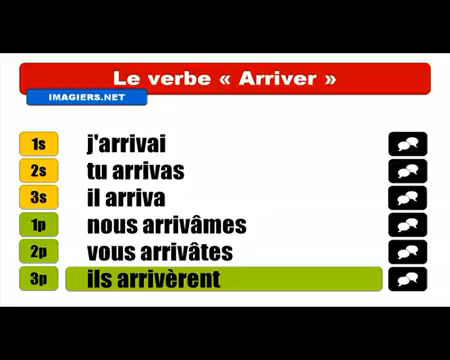 Le verbe « Arriver »
IMAGIERS.NET
1s j'arrivai
2s tu arrivas
3s il arriva
1p nous arrivâmes
2p vous arrivâtes
3p ils arrivèrent